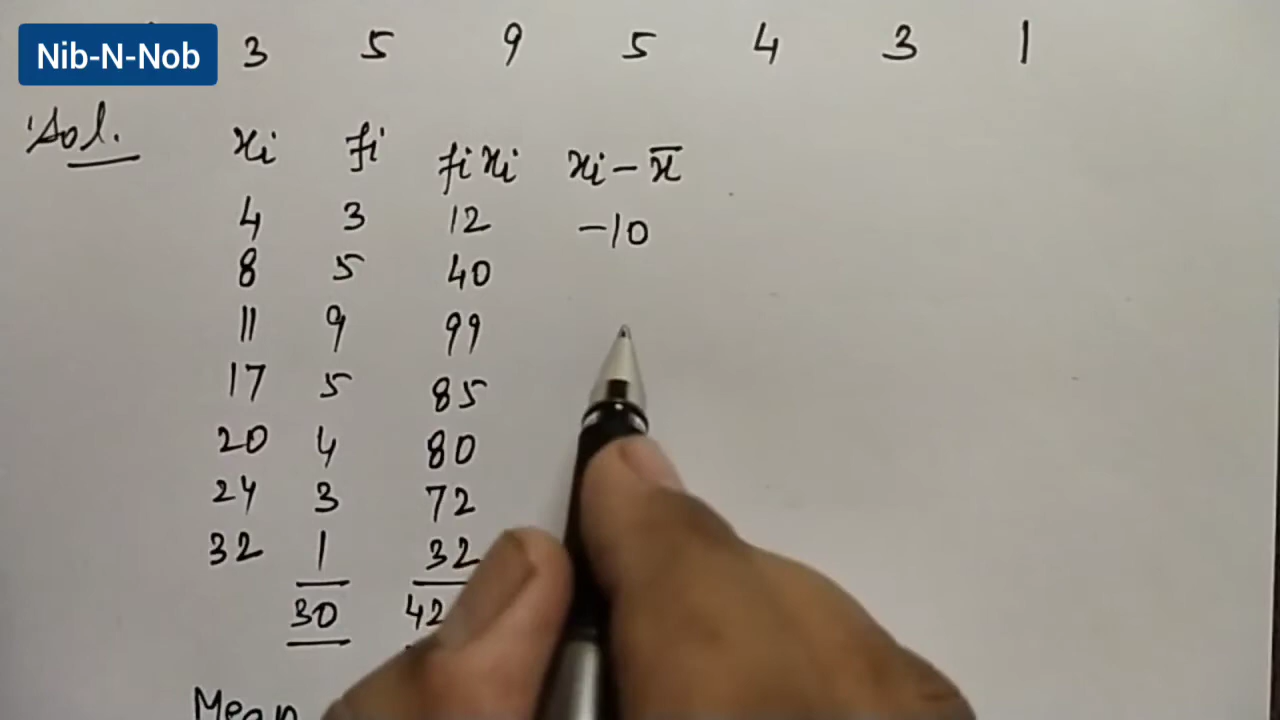 Nib-N-Nob
3 5 9 5 4 3 1
Sol.
xi fi fixi xi – x̄
4 3 12 –10
8 5 40
11 9 99
17 5 85
20 4 80
24 3 72
32 1 32
30 42
Mean